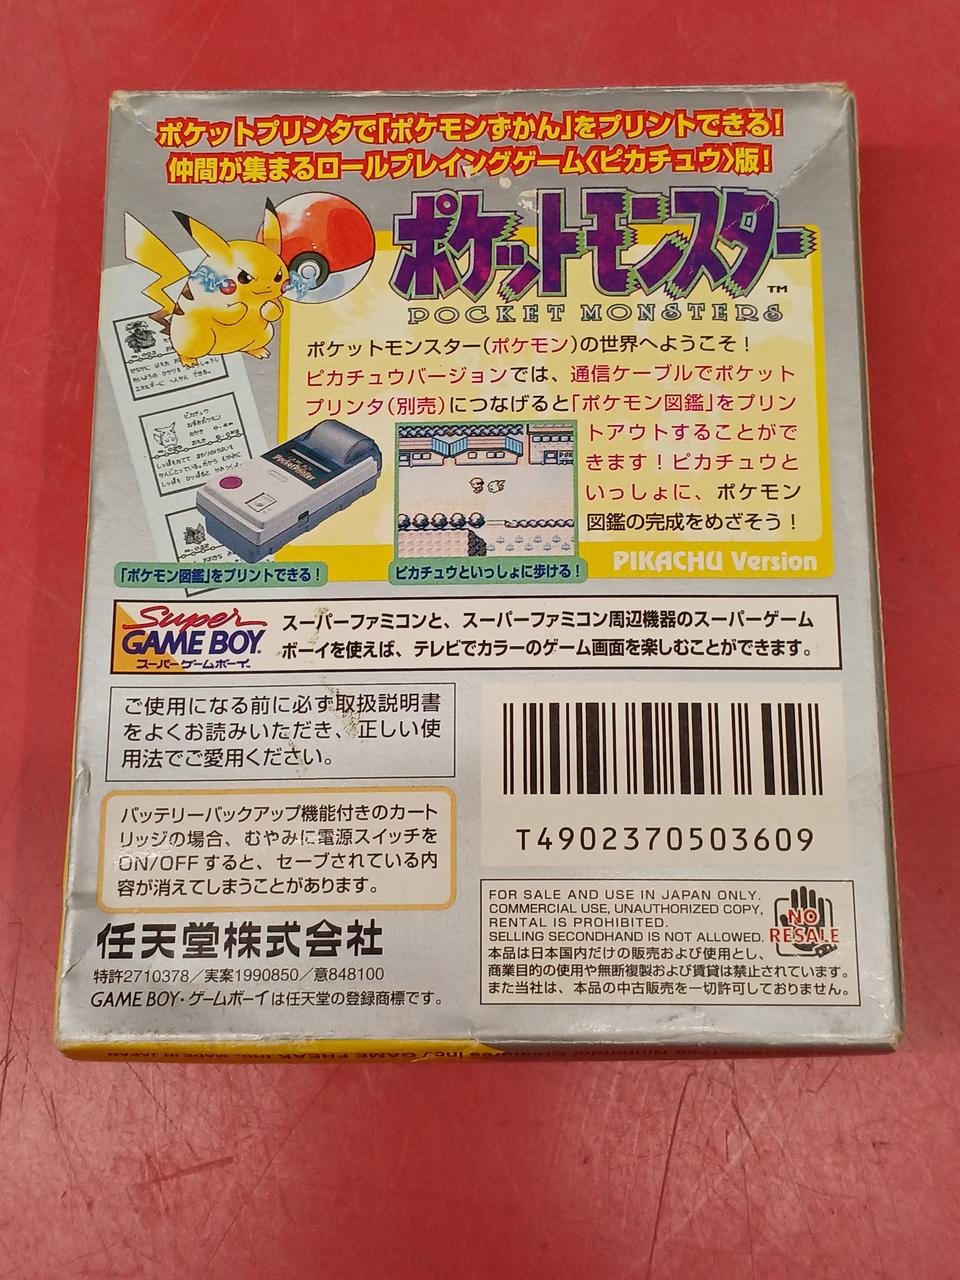 ポケットプリンタで「ポケモンずかん」をプリントできる!
仲間が集まるロールプレイングゲーム〈ピカチュウ〉版!
ポケットモンスター™
POCKET MONSTERS
ポケットモンスター(ポケモン)の世界へようこそ!
ピカチュウバージョンでは、通信ケーブルでポケット
プリンタ(別売)につなげると「ポケモン図鑑」をプリン
トアウトすることがで
きます!ピカチュウと
いっしょに、ポケモン
図鑑の完成をめざそう!
PIKACHU Version
「ポケモン図鑑」をプリントできる!
ピカチュウといっしょに歩ける!
Super
GAME BOY
スーパーゲームボーイ
スーパーファミコンと、スーパーファミコン周辺機器のスーパーゲーム
ボーイを使えば、テレビでカラーのゲーム画面を楽しむことができます。
ご使用になる前に必ず取扱説明書
をよくお読みいただき、正しい使
用法でご愛用ください。
T4902370503609
バッテリーバックアップ機能付きのカート
リッジの場合、むやみに電源スイッチを
ON/OFFすると、セーブされている内
容が消えてしまうことがあります。
FOR SALE AND USE IN JAPAN ONLY.
COMMERCIAL USE, UNAUTHORIZED COPY,
RENTAL IS PROHIBITED.
SELLING SECONDHAND IS NOT ALLOWED.
NO
RESALE
本品は日本国内だけの販売および使用とし、
商業目的の使用や無断複製および賃貸は禁止されています。
また当社は、本品の中古販売を一切許可しておりません。
任天堂株式会社
特許2710378/実案1990850/意848100
GAME BOY・ゲームボーイは任天堂の登録商標です。